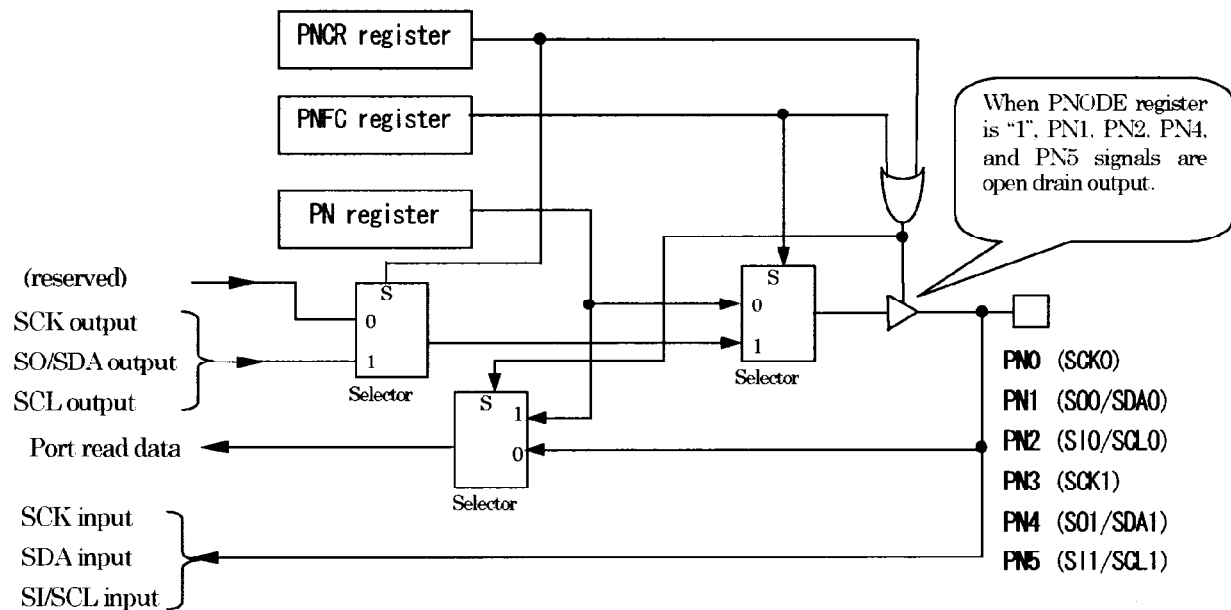 PNCR register
PNFC register
PN register
When PNODE register
is “1”, PN1, PN2, PN4,
and PN5 signals are
open drain output.
(reserved)
SCK output
SO/SDA output
SCL output
S
0
1
Selector
S
0
1
Selector
S
1
0
Selector
Port read data
SCK input
SDA input
SI/SCL input
PN0 (SCK0)
PN1 (SO0/SDA0)
PN2 (SI0/SCL0)
PN3 (SCK1)
PN4 (SO1/SDA1)
PN5 (SI1/SCL1)